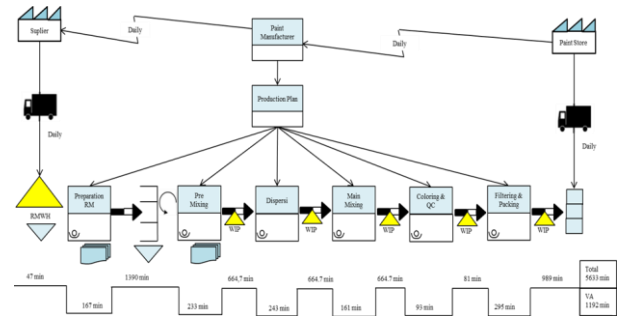 Suplier
Daily
Paint
Manufacturer
Daily
Paint Store
Production Plan
Daily
Daily
RMWH
Preparation
RM
Pre
Mixing
WIP
Dispersi
WIP
Main
Mixing
WIP
Coloring &
QC
WIP
Filtering &
Packing
WIP
47 min
1390 min
664,7 min
664.7 min
664.7 min
81 min
989 min
Total
5633 min
167 min
233 min
243 min
161 min
93 min
295 min
VA
1192 min